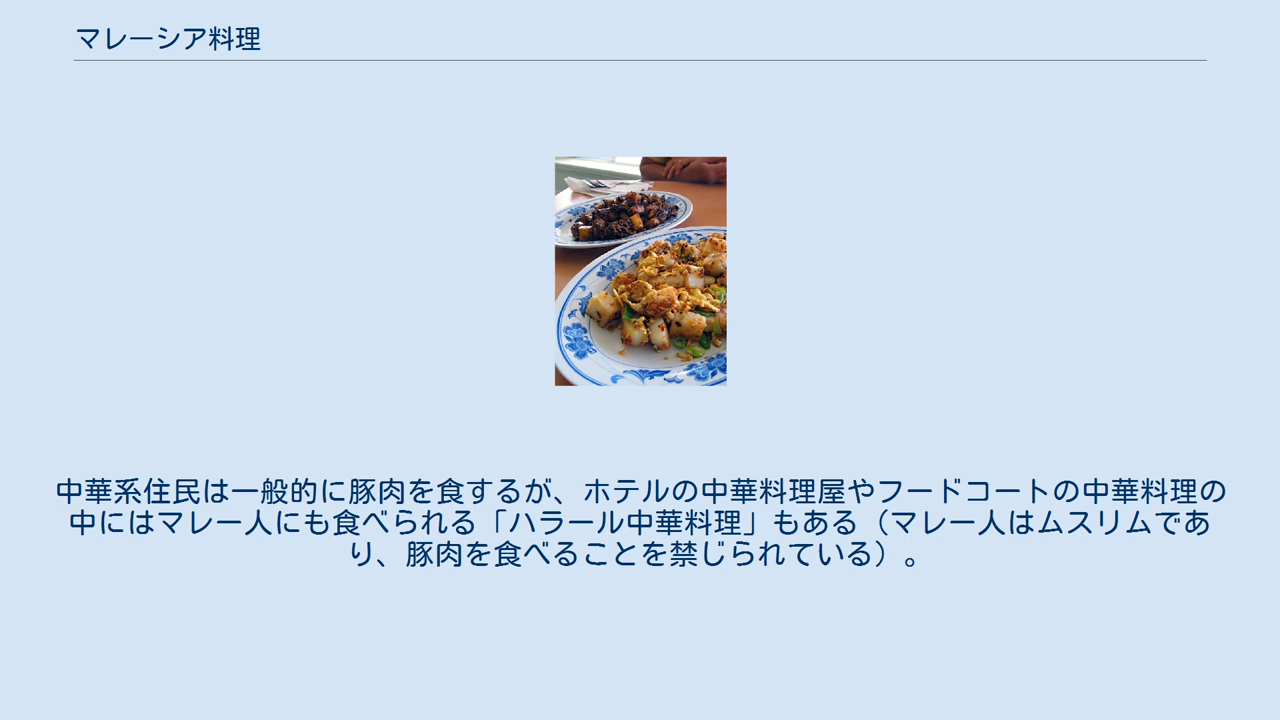 マレーシア料理
中華系住民は一般的に豚肉を食するが、ホテルの中華料理屋やフードコートの中華料理の
中にはマレー人にも食べられる「ハラール中華料理」もある（マレー人はムスリムであ
り、豚肉を食べることを禁じられている）。